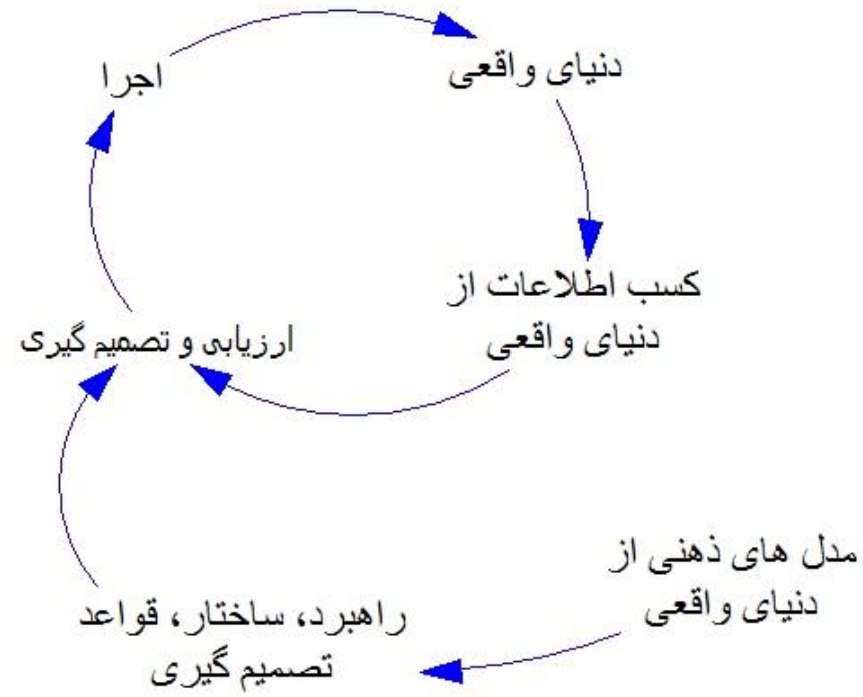 اجرا
دنیای واقعی
کسب اطلاعات از
دنیای واقعی
ارزیابی و تصمیم گیری
مدل های ذهنی از
دنیای واقعی
راهبرد، ساختار، قواعد
تصمیم گیری